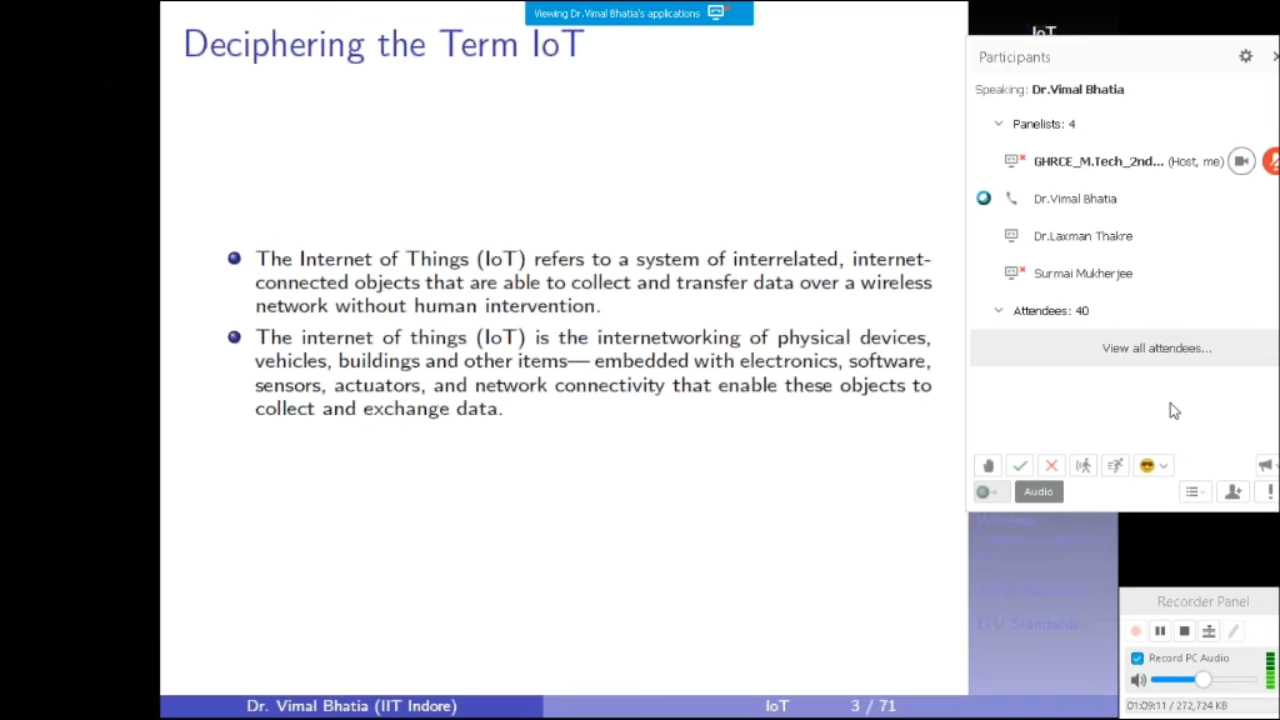 Viewing Dr.Vimal Bhatia's applications
Deciphering the Term IoT
The Internet of Things (IoT) refers to a system of interrelated, internet-
connected objects that are able to collect and transfer data over a wireless
network without human intervention.
The internet of things (IoT) is the internetworking of physical devices,
vehicles, buildings and other items— embedded with electronics, software,
sensors, actuators, and network connectivity that enable these objects to
collect and exchange data.
Dr. Vimal Bhatia (IIT Indore)
IoT
3 / 71
IoT
Participants
Speaking: Dr.Vimal Bhatia
Panelists: 4
GHRCE_M.Tech_2nd... (Host, me)
Dr.Vimal Bhatia
Dr.Laxman Thakre
Surmai Mukherjee
Attendees: 40
View all attendees...
Audio
ITU Standards
Recorder Panel
Record PC Audio
01:09:11 / 272,724 KB